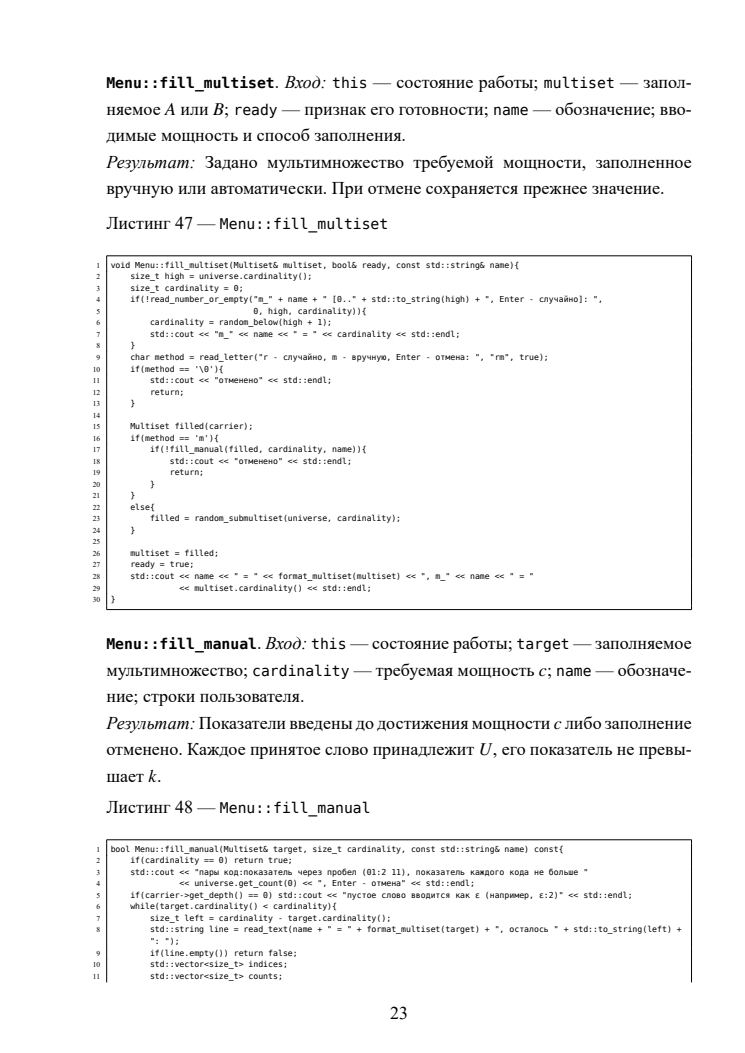 Menu::fill_multiset. Вход: this — состояние работы; multiset — запол-
няемое A или B; ready — признак его готовности; name — обозначение; вво-
димые мощность и способ заполнения.
Результат: Задано мультимножество требуемой мощности, заполненное
вручную или автоматически. При отмене сохраняется прежнее значение.
Листинг 47 — Menu::fill_multiset
1 void Menu::fill_multiset(Multiset& multiset, bool& ready, const std::string& name){
2     size_t high = universe.cardinality();
3     size_t cardinality = 0;
4     if(!read_number_or_empty("m_" + name + " [0.." + std::to_string(high) + ", Enter - случайно]: ",
5                              0, high, cardinality)){
6         cardinality = random_below(high + 1);
7         std::cout << "m_" << name << " = " << cardinality << std::endl;
8     }
9     char method = read_letter("r - случайно, m - вручную, Enter - отмена: ", "rm", true);
10     if(method == '\0'){
11         std::cout << "отменено" << std::endl;
12         return;
13     }
14
15     Multiset filled(carrier);
16     if(method == 'm'){
17         if(!fill_manual(filled, cardinality, name)){
18             std::cout << "отменено" << std::endl;
19             return;
20         }
21     }
22     else{
23         filled = random_submultiset(universe, cardinality);
24     }
25
26     multiset = filled;
27     ready = true;
28     std::cout << name << " = " << format_multiset(multiset) << ", m_" << name << " = "
29               << multiset.cardinality() << std::endl;
30 }
Menu::fill_manual. Вход: this — состояние работы; target — заполняемое
мультимножество; cardinality — требуемая мощность c; name — обозначе-
ние; строки пользователя.
Результат: Показатели введены до достижения мощности c либо заполнение
отменено. Каждое принятое слово принадлежит U, его показатель не превы-
шает k.
Листинг 48 — Menu::fill_manual
1 bool Menu::fill_manual(Multiset& target, size_t cardinality, const std::string& name) const{
2     if(cardinality == 0) return true;
3     std::cout << "пары код:показатель через пробел (01:2 11), показатель каждого кода не больше "
4               << universe.get_count(0) << ", Enter - отмена" << std::endl;
5     if(carrier->get_depth() == 0) std::cout << "пустое слово вводится как ε (например, ε:2)" << std::endl;
6     while(target.cardinality() < cardinality){
7         size_t left = cardinality - target.cardinality();
8         std::string line = read_text(name + " = " + format_multiset(target) + ", осталось " + std::to_string(left) +
": ");
9         if(line.empty()) return false;
10         std::vector<size_t> indices;
11         std::vector<size_t> counts;
23